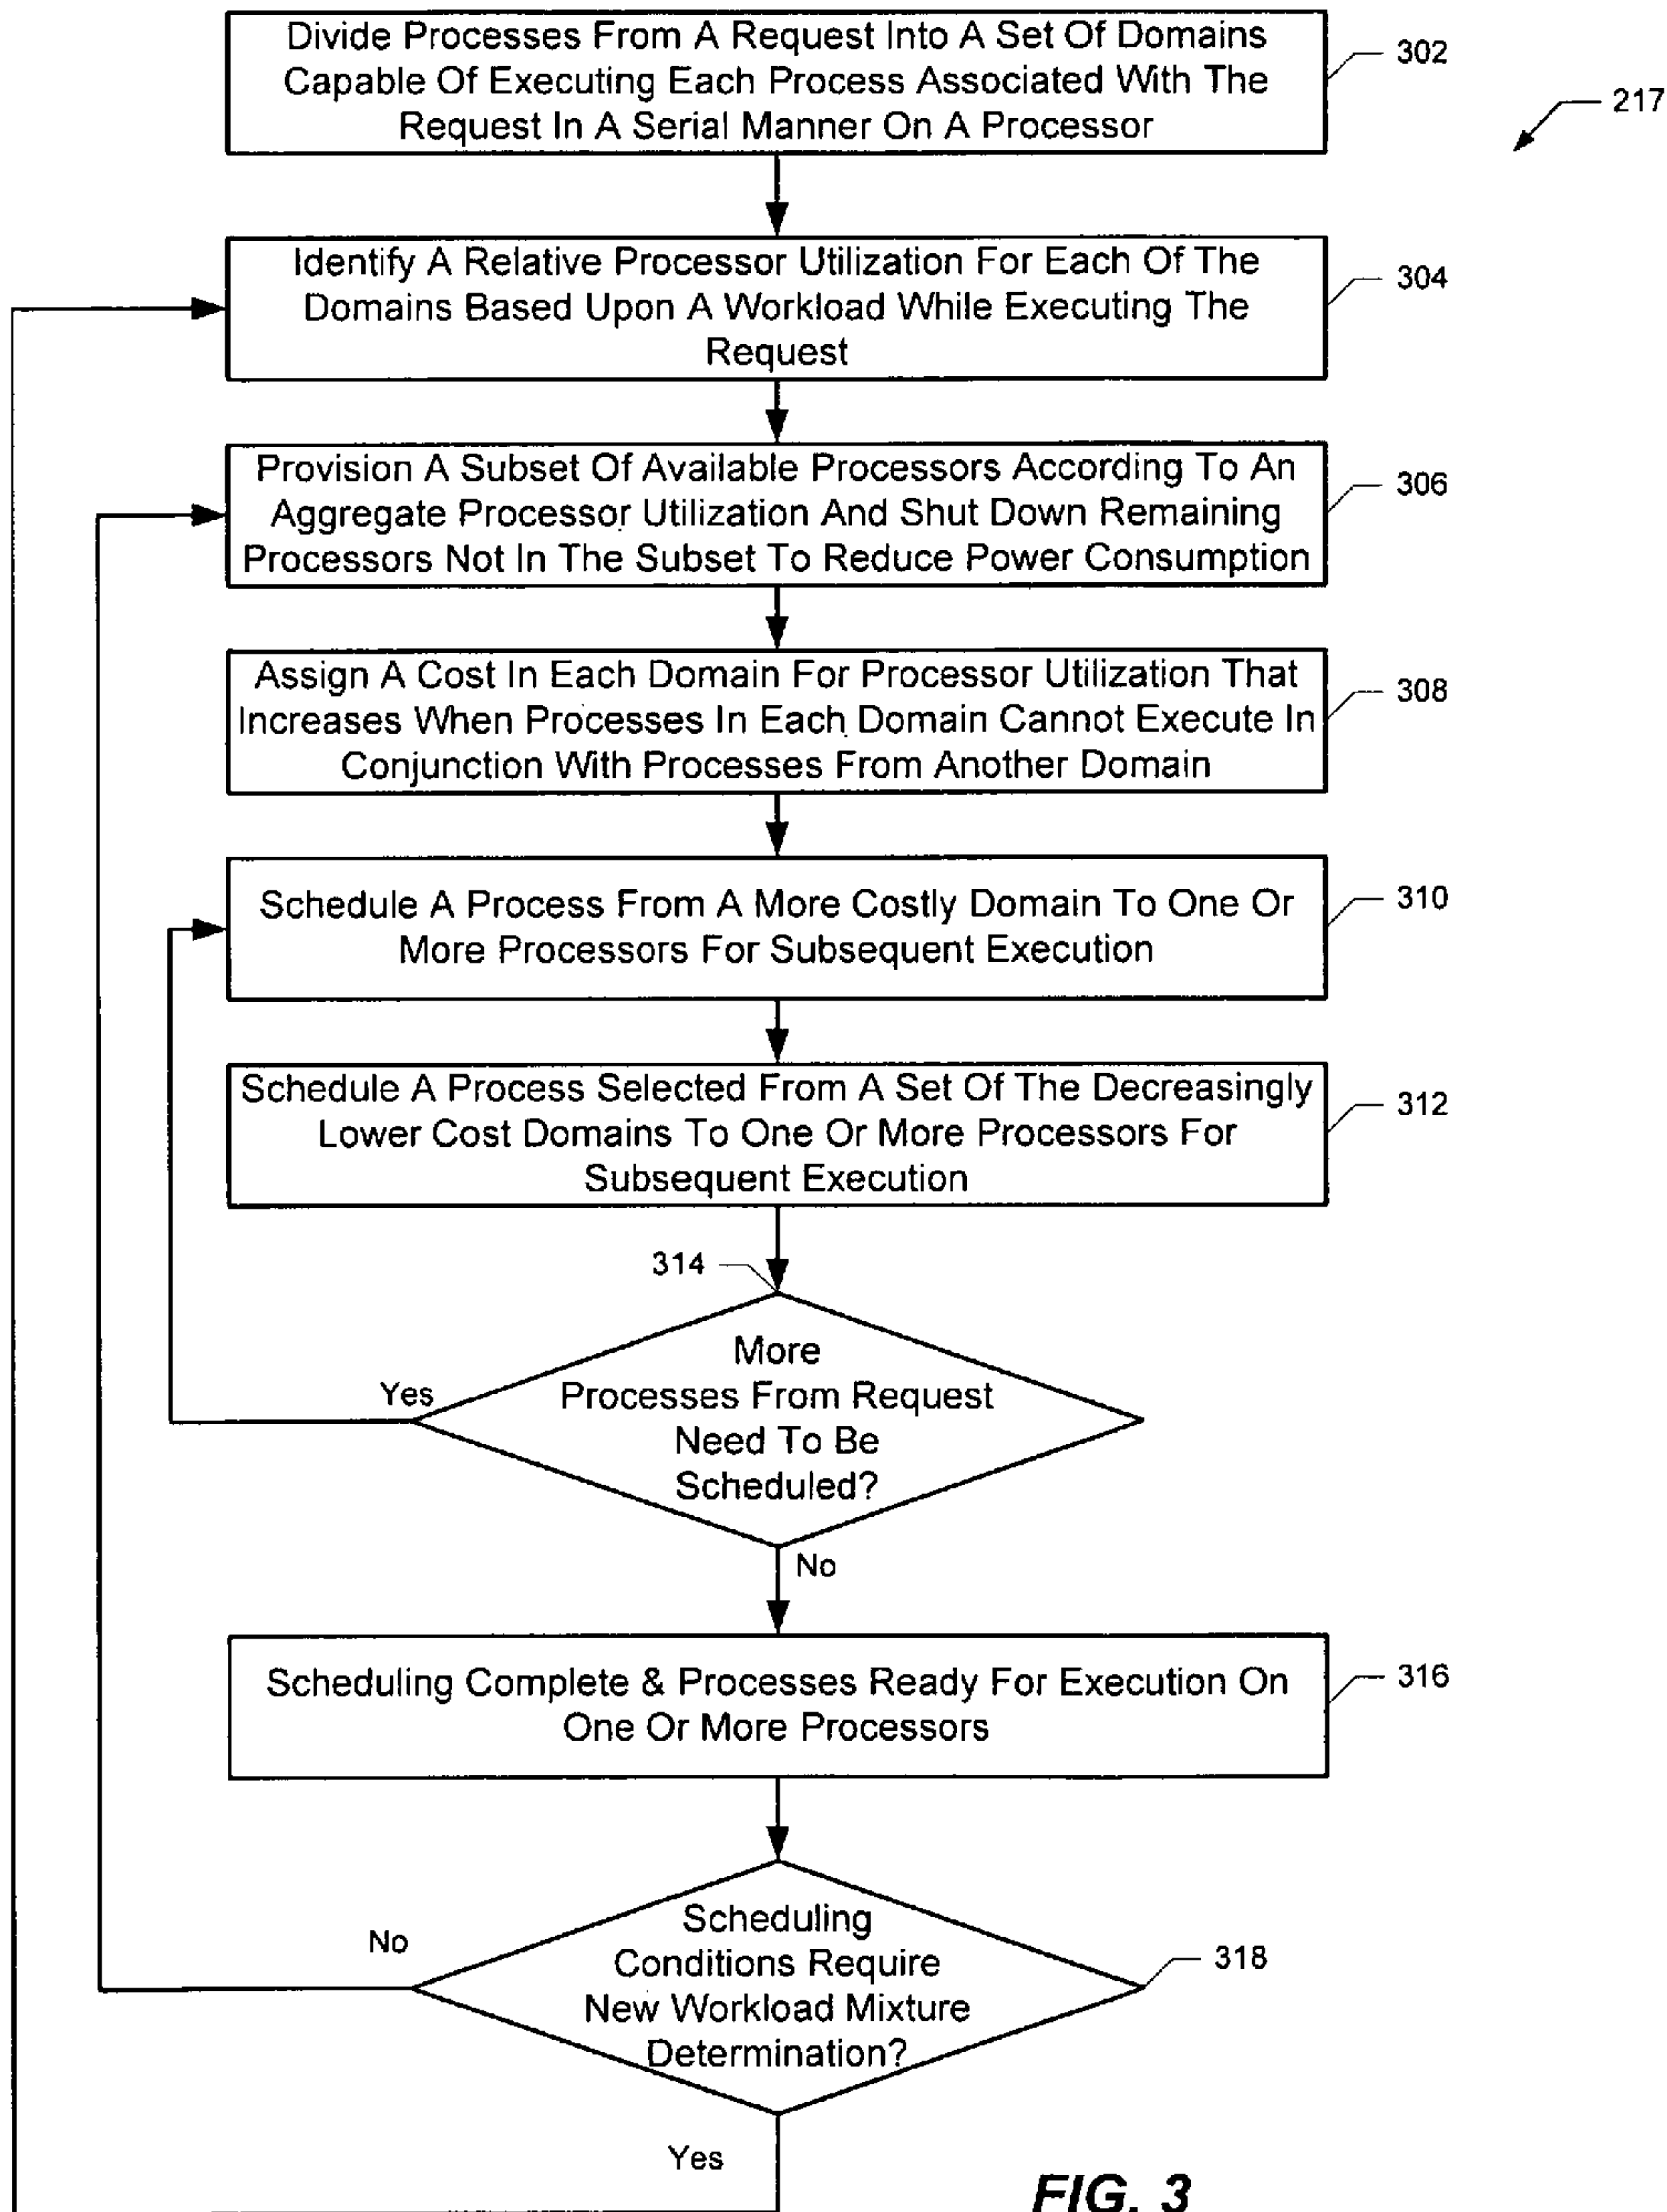 Divide Processes From A Request Into A Set Of Domains
Capable Of Executing Each Process Associated With The
Request In A Serial Manner On A Processor
302
217
Identify A Relative Processor Utilization For Each Of The
Domains Based Upon A Workload While Executing The
Request
304
Provision A Subset Of Available Processors According To An
Aggregate Processor Utilization And Shut Down Remaining
Processors Not In The Subset To Reduce Power Consumption
306
Assign A Cost In Each Domain For Processor Utilization That
Increases When Processes In Each Domain Cannot Execute In
Conjunction With Processes From Another Domain
308
Schedule A Process From A More Costly Domain To One Or
More Processors For Subsequent Execution
310
Schedule A Process Selected From A Set Of The Decreasingly
Lower Cost Domains To One Or More Processors For
Subsequent Execution
312
314
More
Processes From Request
Need To Be
Scheduled?
Yes
No
Scheduling Complete & Processes Ready For Execution On
One Or More Processors
316
Scheduling
Conditions Require
New Workload Mixture
Determination?
No
318
Yes
FIG. 3